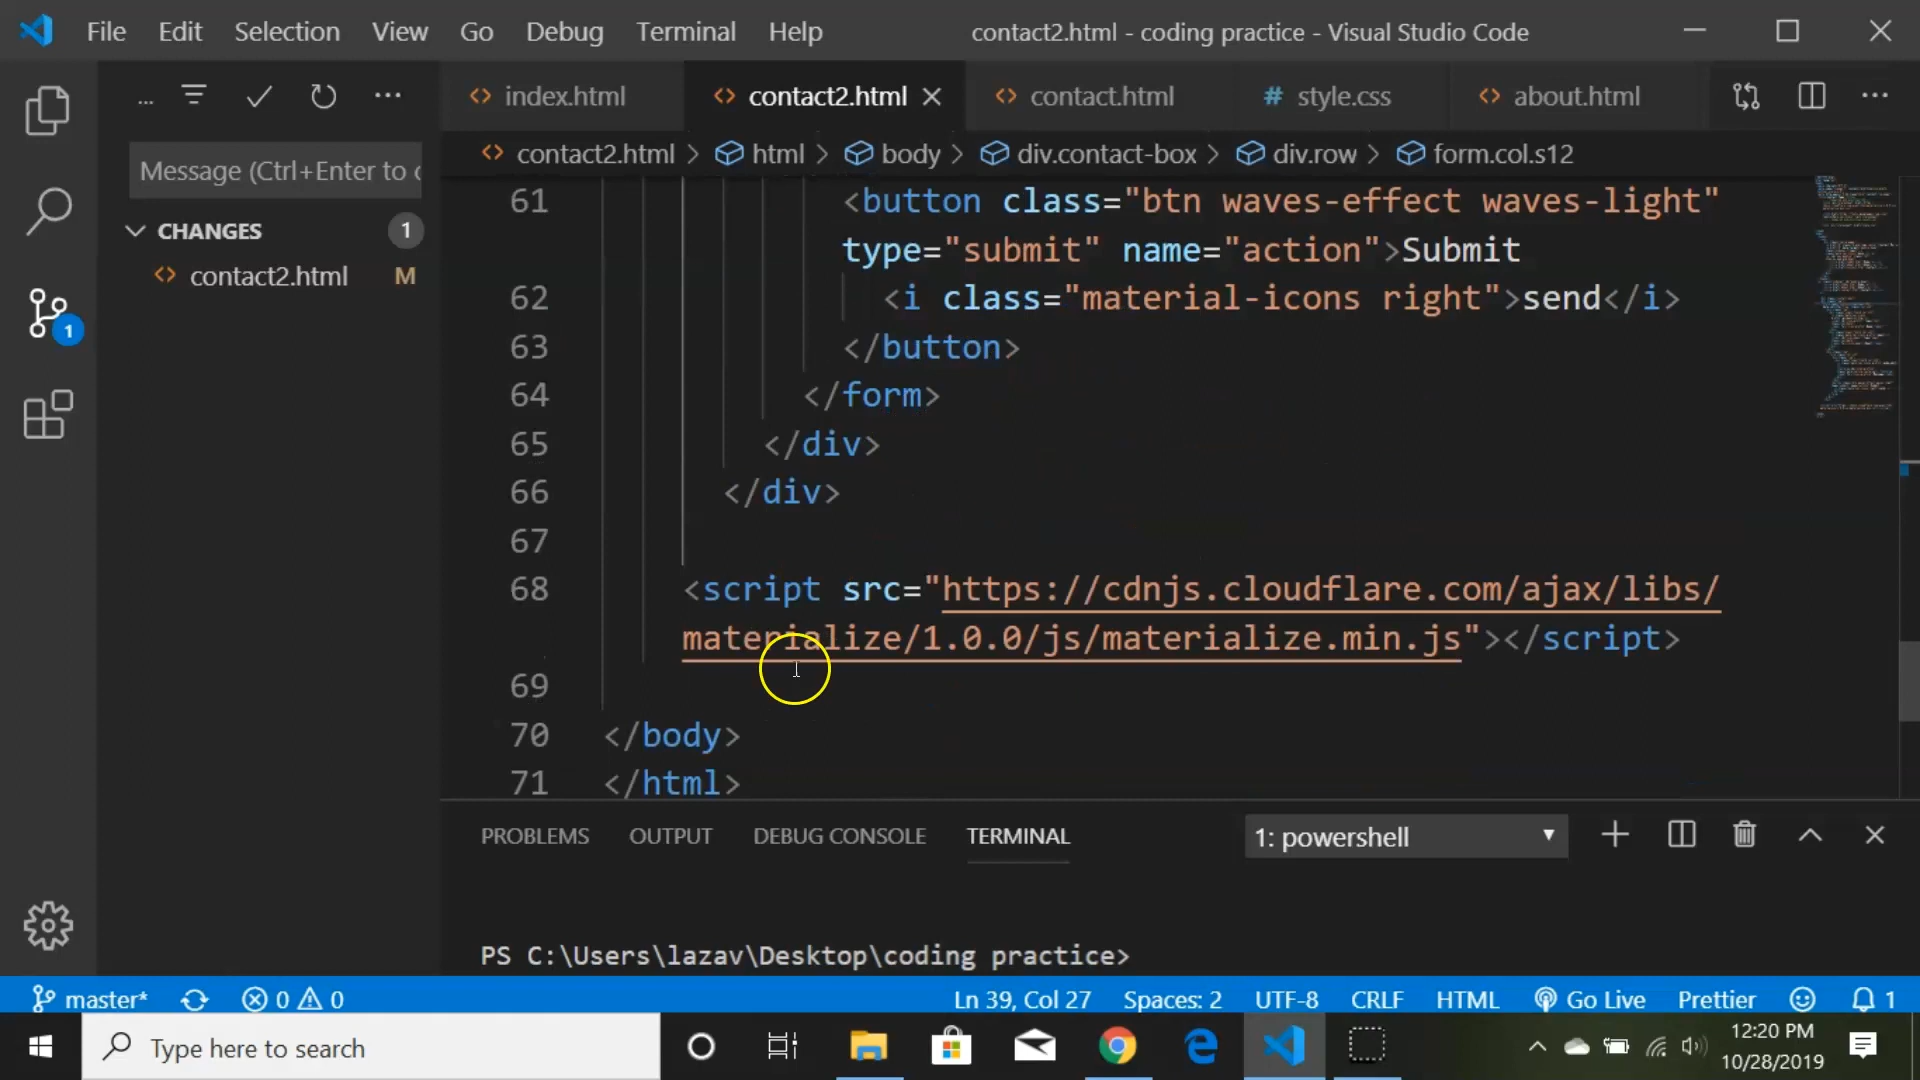 File Edit Selection View Go Debug Terminal Help contact2.html - coding practice - Visual Studio Code
... ...
index.html contact2.html contact.html # style.css about.html ...
contact2.html > html > body > div.contact-box > div.row > form.col.s12
Message (Ctrl+Enter to c
CHANGES 1
contact2.html M
1
61 <button class="btn waves-effect waves-light"
type="submit" name="action">Submit
62 <i class="material-icons right">send</i>
63 </button>
64 </form>
65 </div>
66 </div>
67
68 <script src="https://cdnjs.cloudflare.com/ajax/libs/
materialize/1.0.0/js/materialize.min.js"></script>
69
70 </body>
71 </html>
PROBLEMS OUTPUT DEBUG CONSOLE TERMINAL 1: powershell
PS C:\Users\lazav\Desktop\coding practice>
master* 0 0 Ln 39, Col 27 Spaces: 2 UTF-8 CRLF HTML Go Live Prettier 1
Type here to search
12:20 PM
10/28/2019